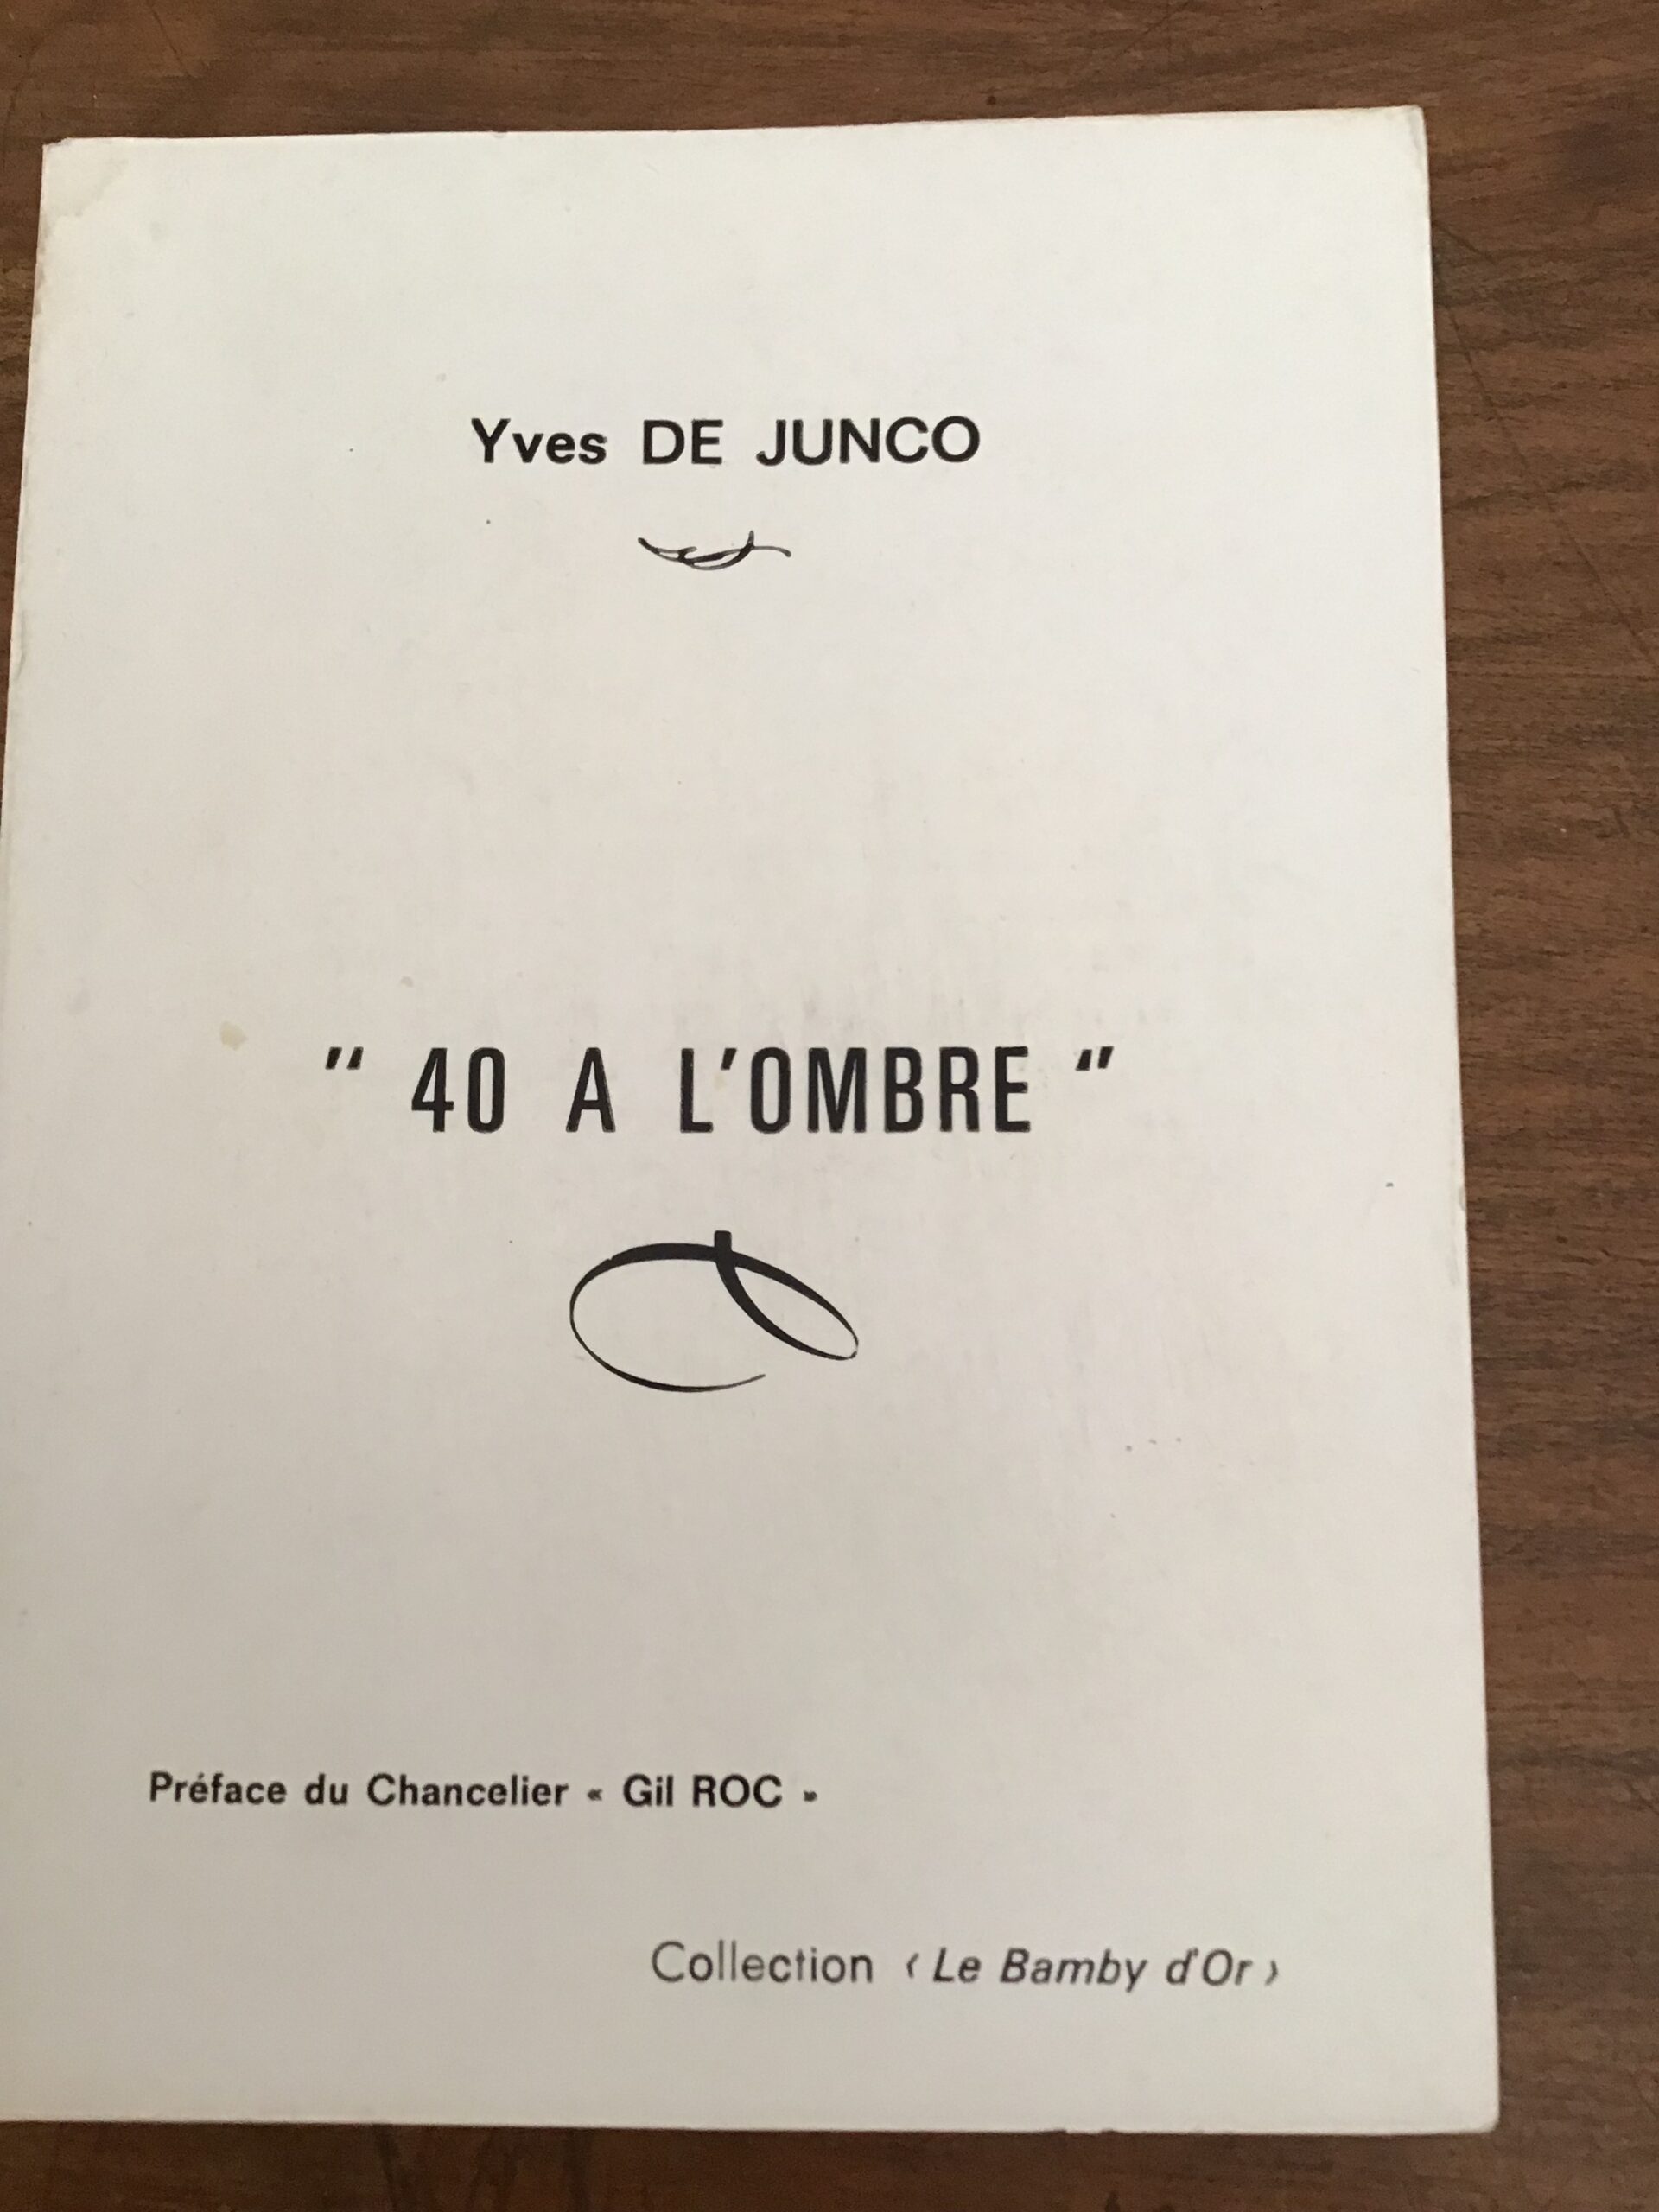 Yves DE JUNCO
" 40 A L'OMBRE "
Préface du Chancelier « Gil ROC »
Collection ‹ Le Bamby d'Or ›